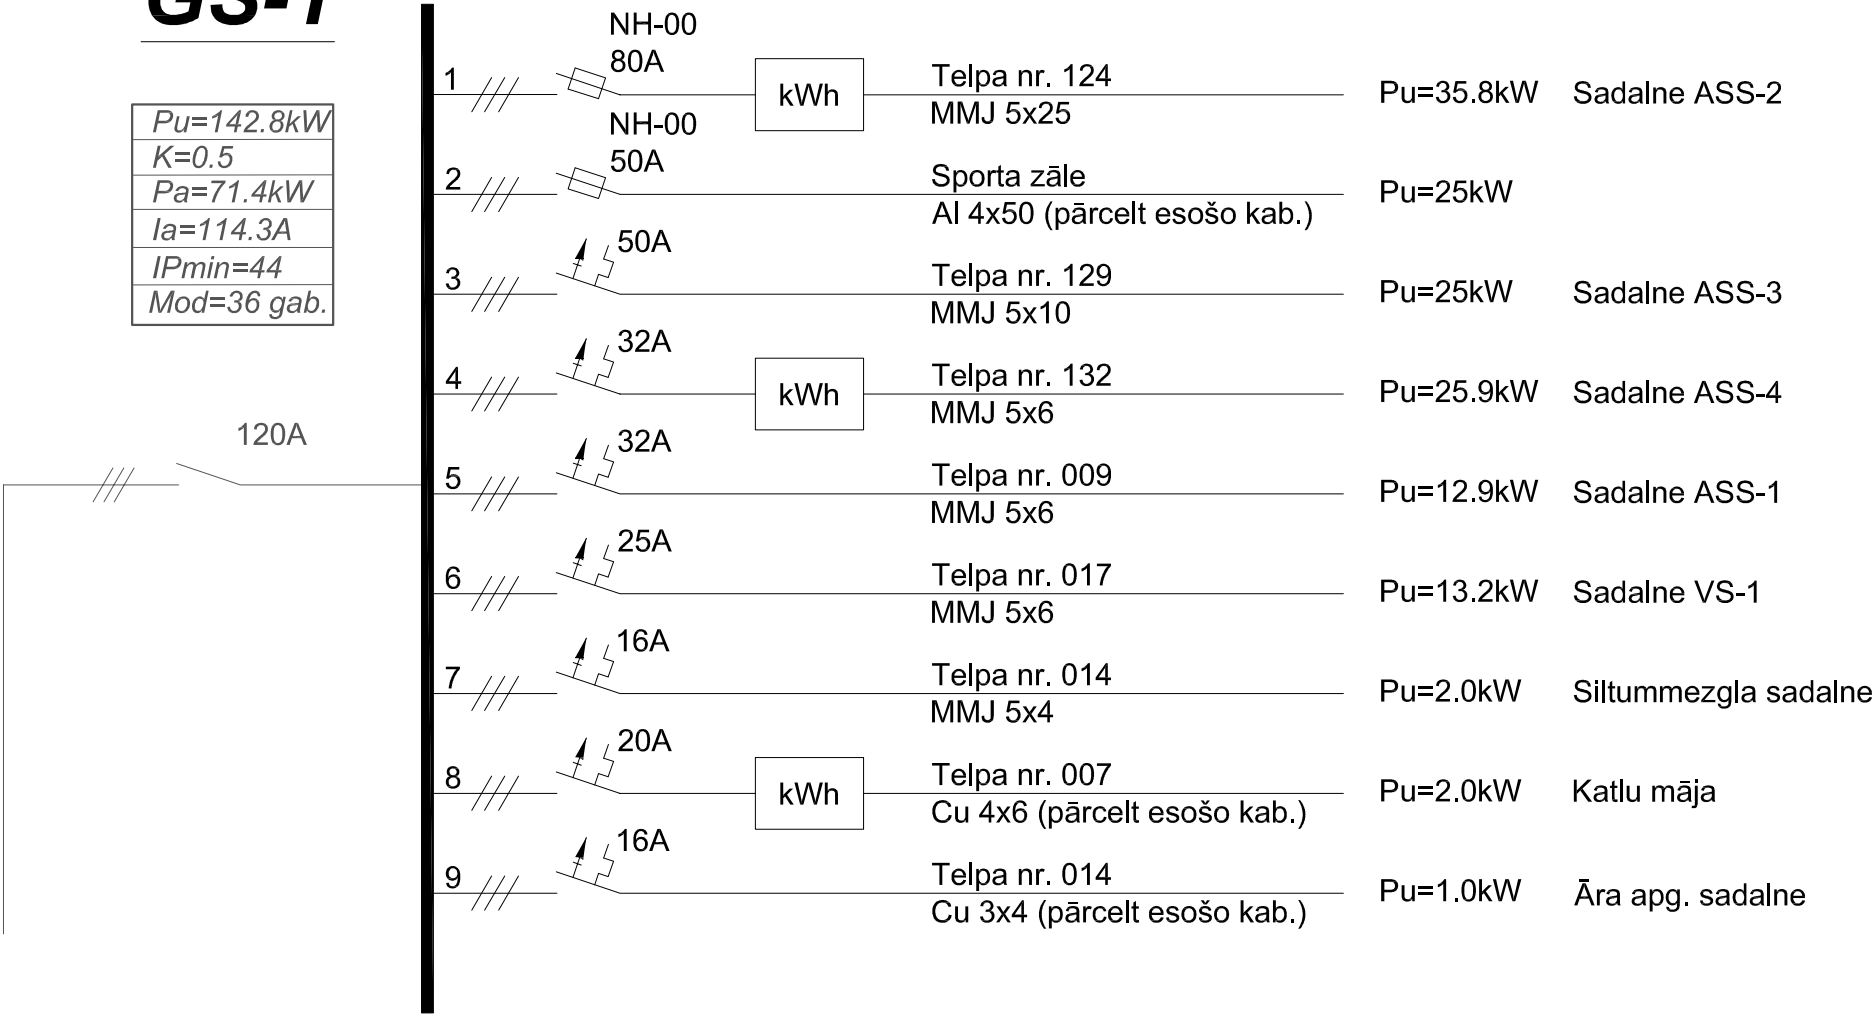 GS-1
Pu=142.8kW
K=0.5
Pa=71.4kW
Ia=114.3A
IPmin=44
Mod=36 gab.
120A
NH-00
80A
1
kWh
Telpa nr. 124
MMJ 5x25
Pu=35.8kW
Sadalne ASS-2
NH-00
50A
2
Sporta zāle
Al 4x50 (pārcelt esošo kab.)
Pu=25kW
50A
3
Telpa nr. 129
MMJ 5x10
Pu=25kW
Sadalne ASS-3
32A
4
kWh
Telpa nr. 132
MMJ 5x6
Pu=25.9kW
Sadalne ASS-4
32A
5
Telpa nr. 009
MMJ 5x6
Pu=12.9kW
Sadalne ASS-1
25A
6
Telpa nr. 017
MMJ 5x6
Pu=13.2kW
Sadalne VS-1
16A
7
Telpa nr. 014
MMJ 5x4
Pu=2.0kW
Siltummezgla sadalne
20A
8
kWh
Telpa nr. 007
Cu 4x6 (pārcelt esošo kab.)
Pu=2.0kW
Katlu māja
16A
9
Telpa nr. 014
Cu 3x4 (pārcelt esošo kab.)
Pu=1.0kW
Āra apg. sadalne